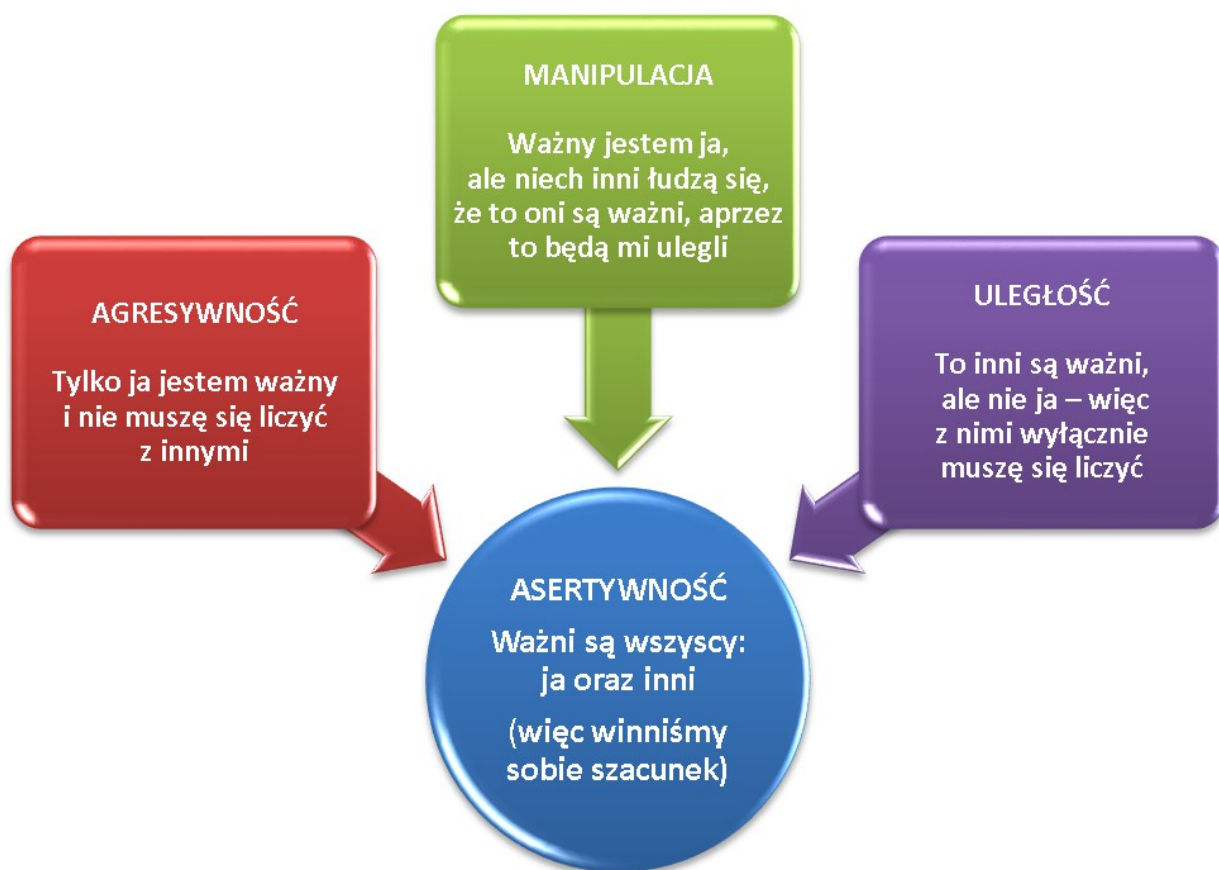 MANIPULACJA
Ważny jestem ja,
ale niech inni łudzą się,
że to oni są ważni, aprzez
to będą mi ulegli
AGRESYWNOŚĆ
Tylko ja jestem ważny
i nie muszę się liczyć
z innymi
ULEGŁOŚĆ
To inni są ważni,
ale nie ja – więc
z nimi wyłącznie
muszę się liczyć
ASERTYWNOŚĆ
Ważni są wszyscy:
ja oraz inni
(więc winniśmy
sobie szacunek)